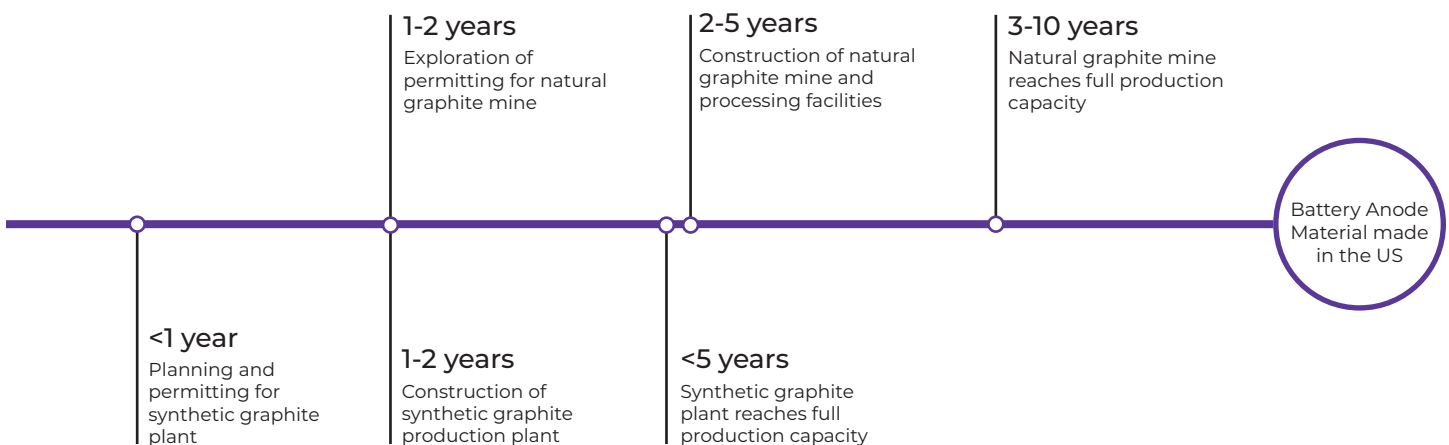 1-2 years
Exploration of
permitting for natural
graphite mine
2-5 years
Construction of natural
graphite mine and
processing facilities
3-10 years
Natural graphite mine
reaches full production
capacity
Battery Anode
Material made
in the US
<1 year
Planning and
permitting for
synthetic graphite
plant
1-2 years
Construction of
synthetic graphite
production plant
<5 years
Synthetic graphite
plant reaches full
production capacity